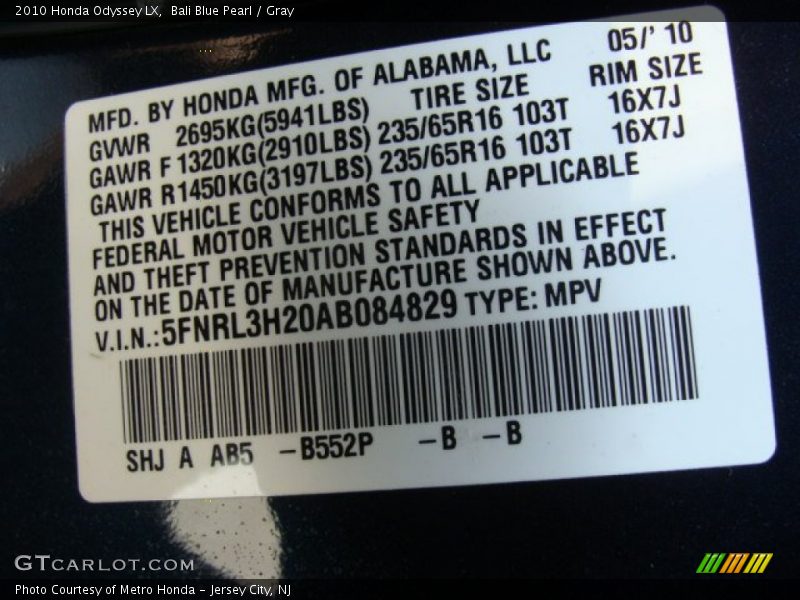 2010 Honda Odyssey LX, Bali Blue Pearl / Gray
05/' 10
MFD. BY HONDA MFG. OF ALABAMA, LLC
TIRE SIZE RIM SIZE
GVWR 2695KG(5941LBS)
GAWR F 1320KG(2910LBS) 235/65R16 103T 16X7J
GAWR R1450KG(3197LBS) 235/65R16 103T 16X7J
THIS VEHICLE CONFORMS TO ALL APPLICABLE
FEDERAL MOTOR VEHICLE SAFETY
AND THEFT PREVENTION STANDARDS IN EFFECT
ON THE DATE OF MANUFACTURE SHOWN ABOVE.
V.I.N.:5FNRL3H20AB084829 TYPE: MPV
SHJ A AB5 –B552P –B –B
GTCARLOT.COM
Photo Courtesy of Metro Honda – Jersey City, NJ